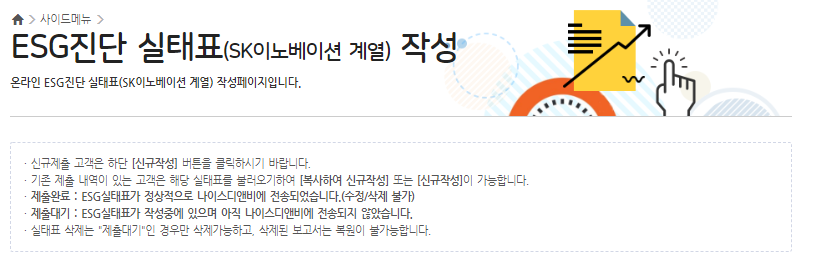 사이드메뉴
ESG진단 실태표(SK이노베이션 계열) 작성
온라인 ESG진단 실태표(SK이노베이션 계열) 작성페이지입니다.
· 신규제출 고객은 하단 [신규작성] 버튼을 클릭하시기 바랍니다.
· 기존 제출 내역이 있는 고객은 해당 실태표를 불러오기하여 [복사하여 신규작성] 또는 [신규작성]이 가능합니다.
· 제출완료 : ESG실태표가 정상적으로 나이스디앤비에 전송되었습니다.(수정/삭제 불가)
· 제출대기 : ESG실태표가 작성중에 있으며 아직 나이스디앤비에 전송되지 않았습니다.
· 실태표 삭제는 "제출대기"인 경우만 삭제가능하고, 삭제된 보고서는 복원이 불가능합니다.